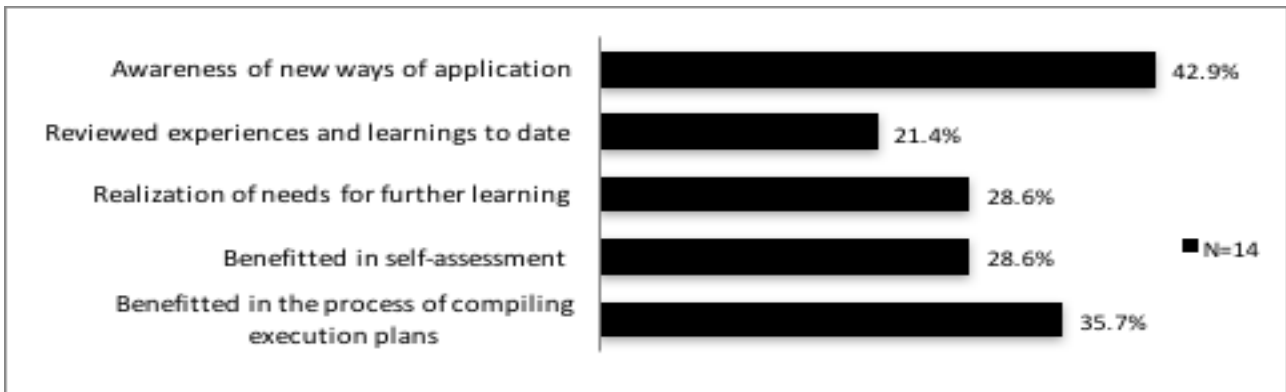 Awareness of new ways of application
42.9%
Reviewed experiences and learnings to date
21.4%
Realization of needs for further learning
28.6%
Benefitted in self-assessment
28.6%
N=14
Benefitted in the process of compiling
execution plans
35.7%